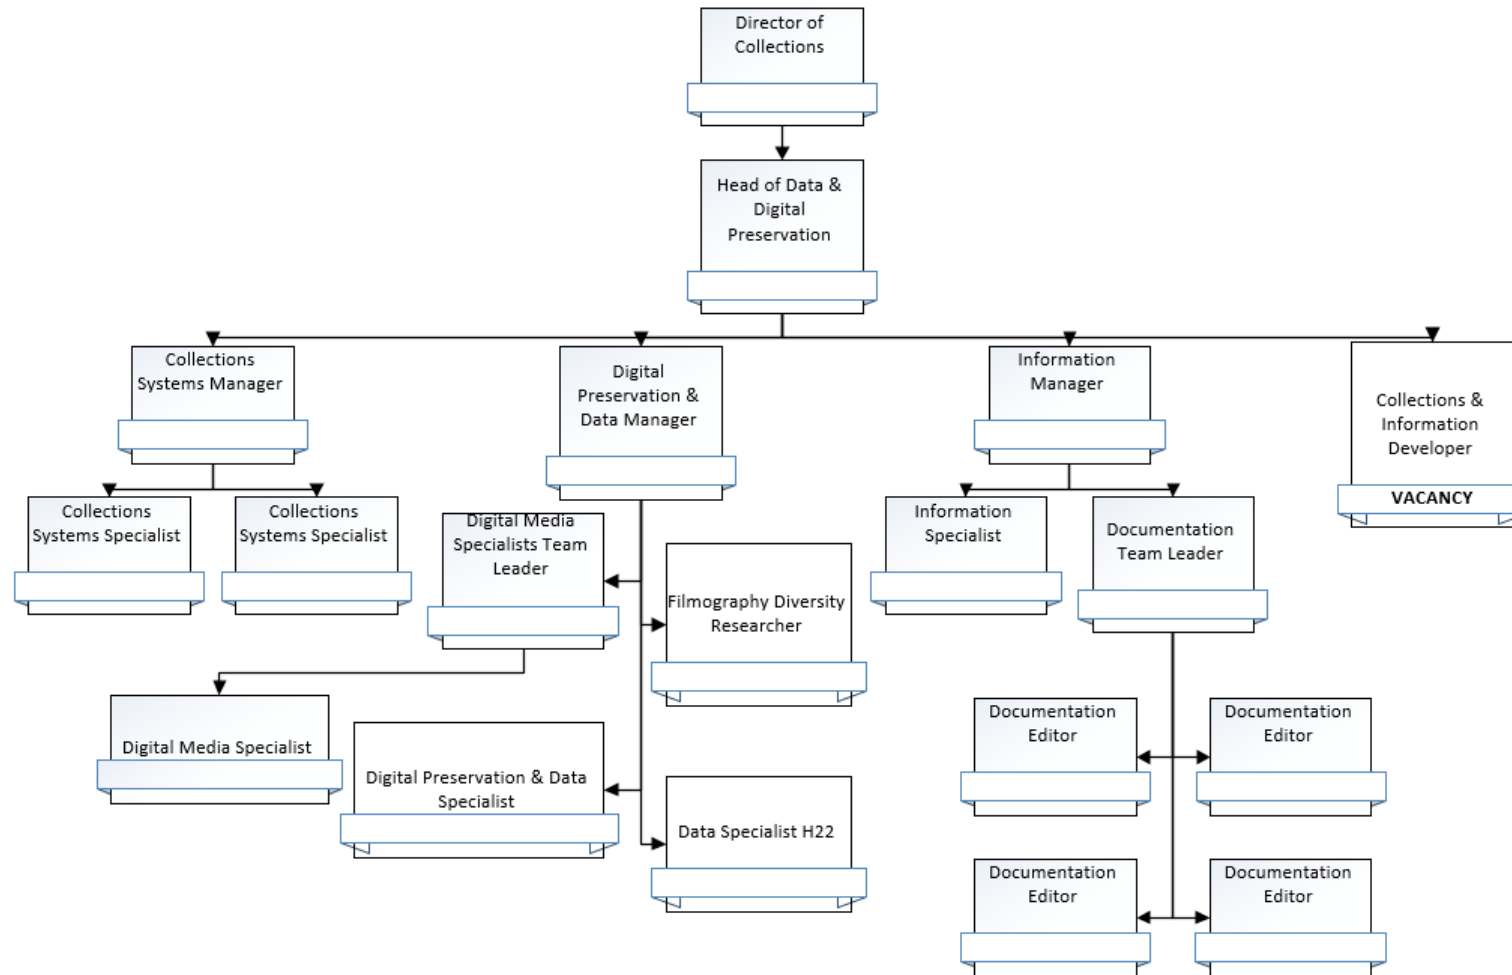 Director of
Collections
Head of Data &
Digital
Preservation
Collections
Systems Manager
Digital
Preservation &
Data Manager
Information
Manager
Collections &
Information
Developer
VACANCY
Collections
Systems Specialist
Collections
Systems Specialist
Digital Media
Specialists Team
Leader
Filmography Diversity
Researcher
Information
Specialist
Documentation
Team Leader
Digital Media Specialist
Digital Preservation & Data
Specialist
Data Specialist H22
Documentation
Editor
Documentation
Editor
Documentation
Editor
Documentation
Editor